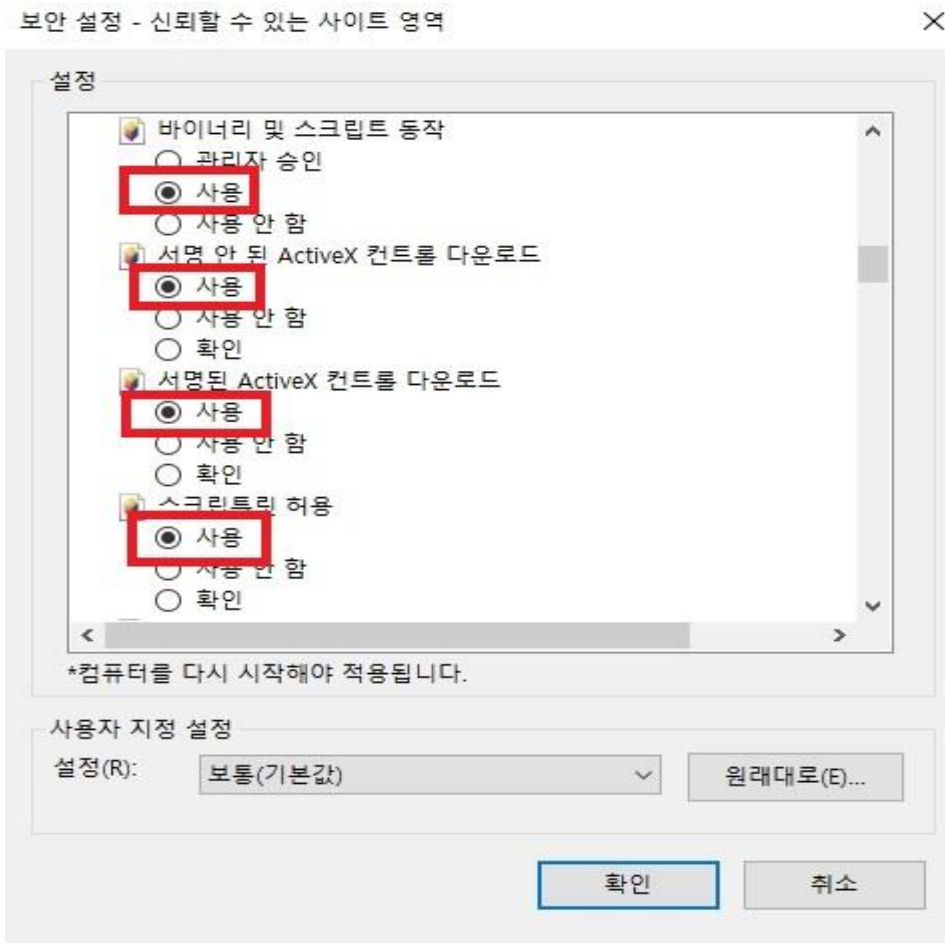 보안 설정 - 신뢰할 수 있는 사이트 영역
설정
바이너리 및 스크립트 동작
관리자 승인
사용
사용 안 함
서명 안 된 ActiveX 컨트롤 다운로드
사용
사용 안 함
확인
서명된 ActiveX 컨트롤 다운로드
사용
사용 안 함
확인
스크립틀릿 허용
사용
사용 안 함
확인
*컴퓨터를 다시 시작해야 적용됩니다.
사용자 지정 설정
설정(R): 보통(기본값) 원래대로(E)...
확인 취소